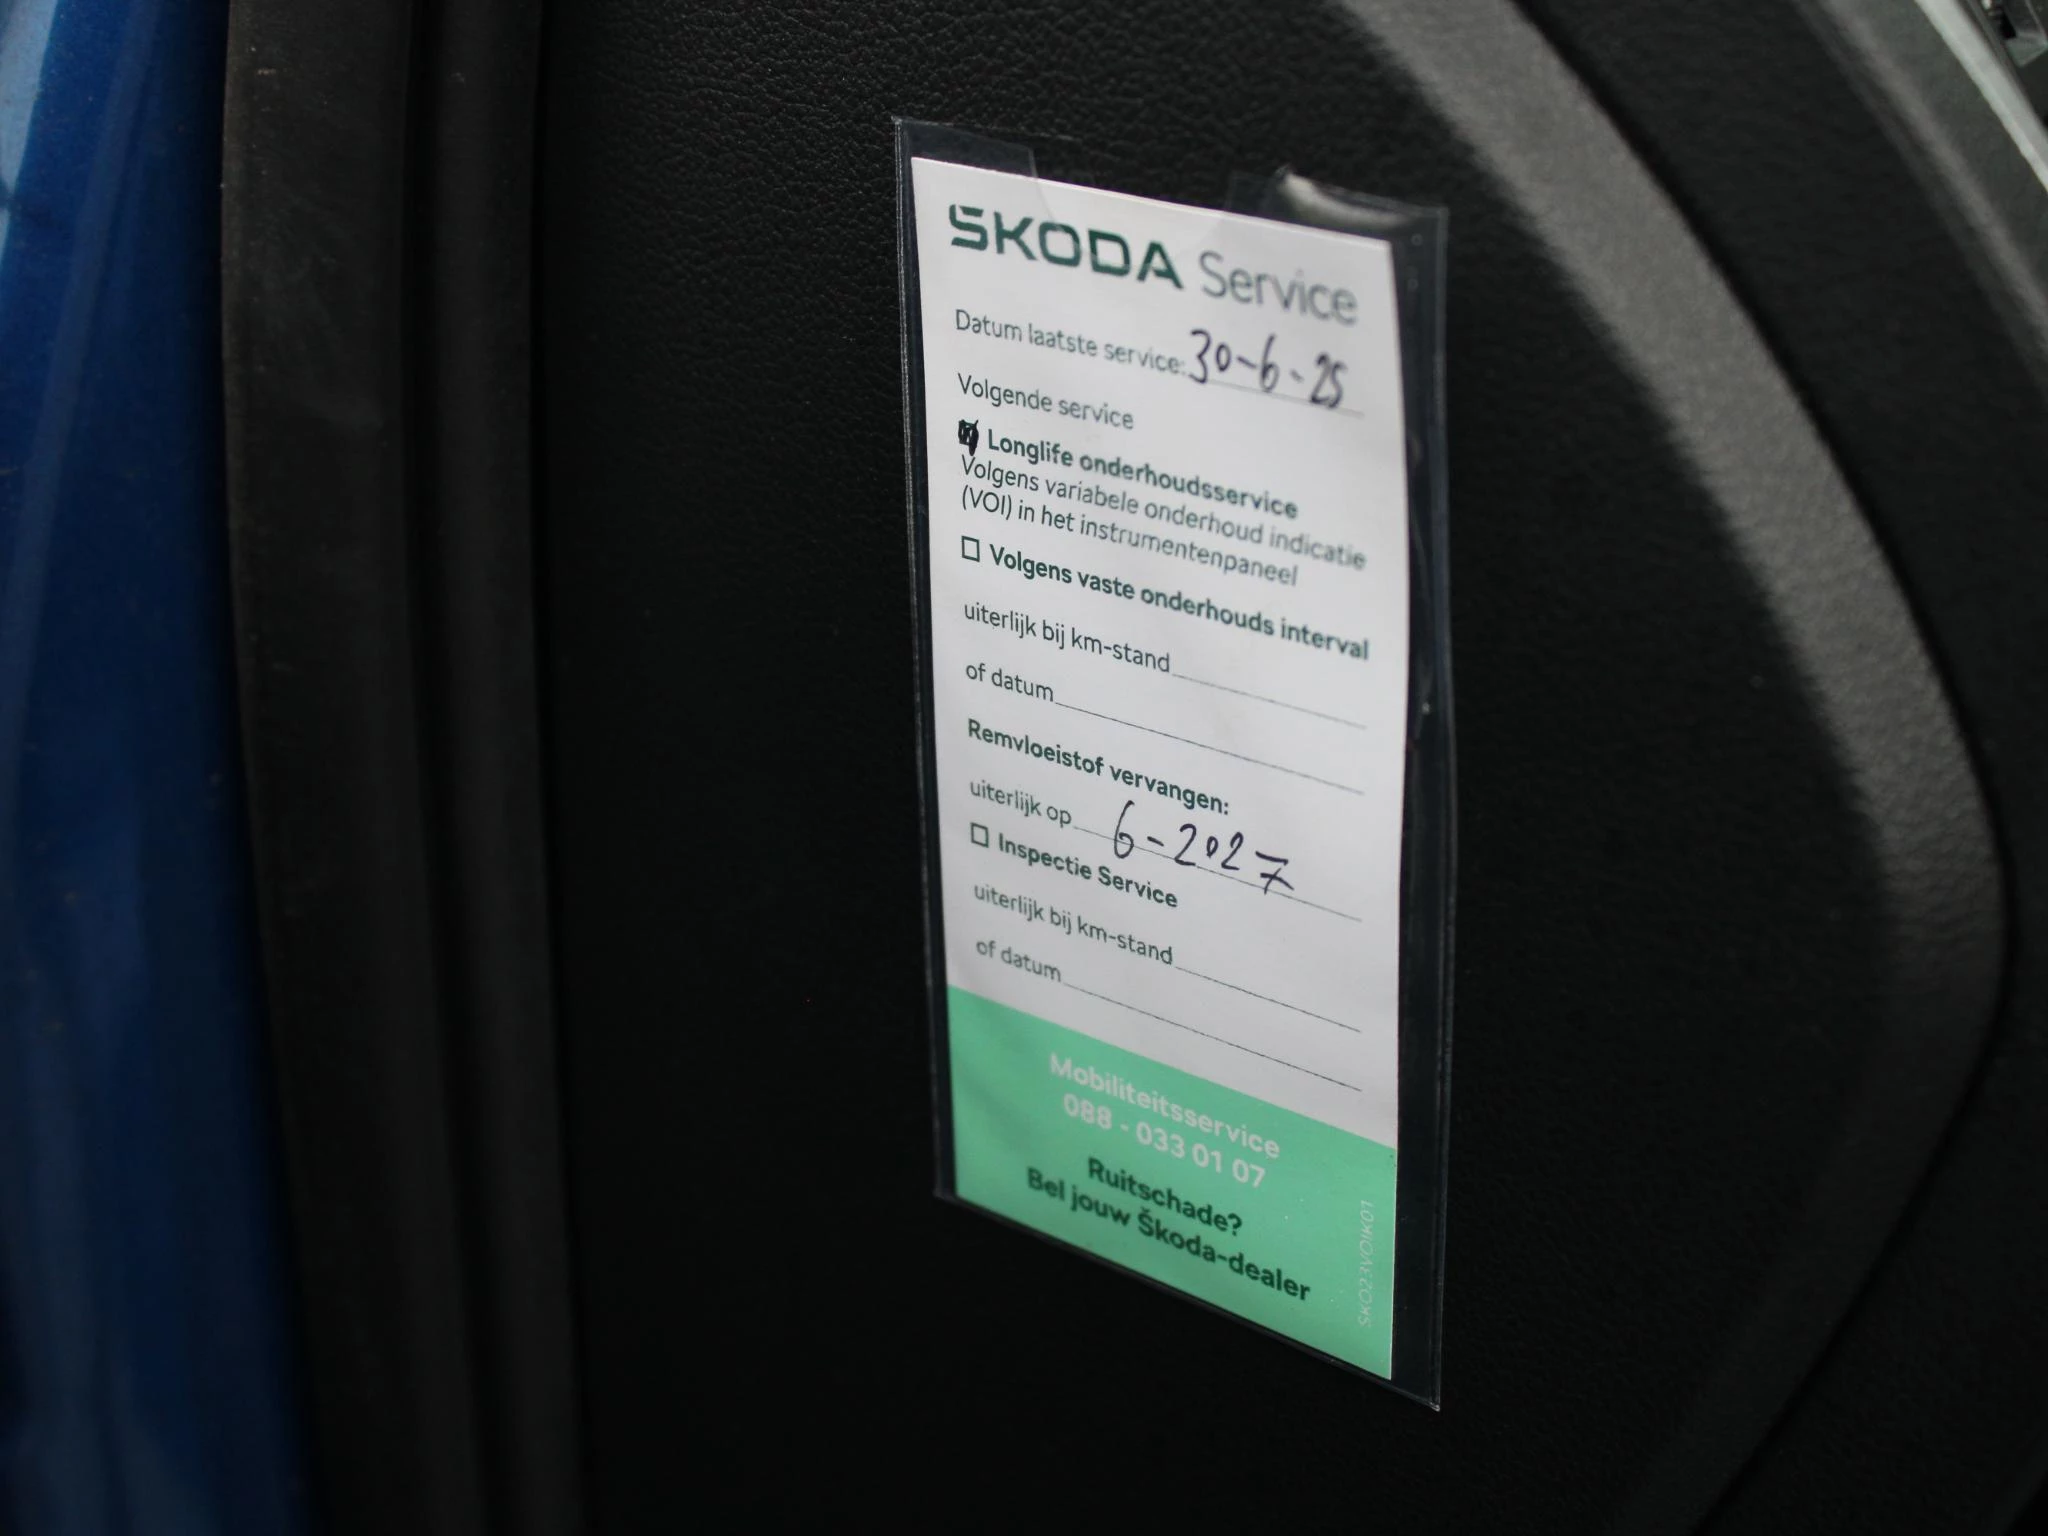 ŠKODA Service
Datum laatste service: 30-6-25
Volgende service
Longlife onderhoudsservice
Volgens variabele onderhoud indicatie
(VOI) in het instrumentenpaneel
☐ Volgens vaste onderhouds interval
uiterlijk bij km-stand
of datum
Remvloeistof vervangen:
uiterlijk op 6-2027
☐ Inspectie Service
uiterlijk bij km-stand
of datum
Mobiliteitsservice
088 - 033 01 07
Ruitschade?
Bel jouw Škoda-dealer
SKO23VOIK01